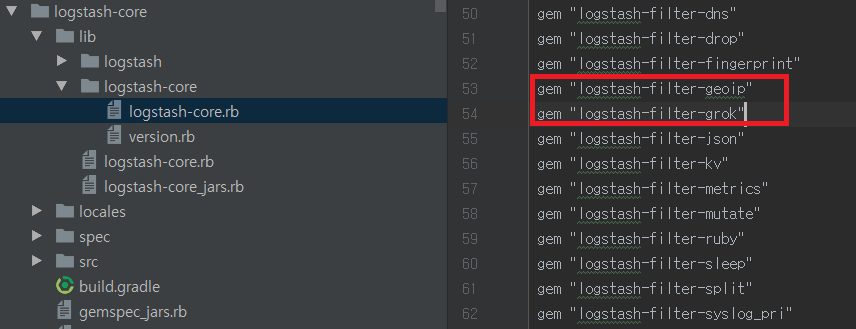 logstash-core
lib
logstash
logstash-core
logstash-core.rb
version.rb
logstash-core.rb
logstash-core_jars.rb
locales
spec
src
build.gradle
gemspec_jars.rb
50 gem "logstash-filter-dns"
51 gem "logstash-filter-drop"
52 gem "logstash-filter-fingerprint"
53 gem "logstash-filter-geoip"
54 gem "logstash-filter-grok"
55 gem "logstash-filter-json"
56 gem "logstash-filter-kv"
57 gem "logstash-filter-metrics"
58 gem "logstash-filter-mutate"
59 gem "logstash-filter-ruby"
60 gem "logstash-filter-sleep"
61 gem "logstash-filter-split"
62 gem "logstash-filter-syslog_pri"